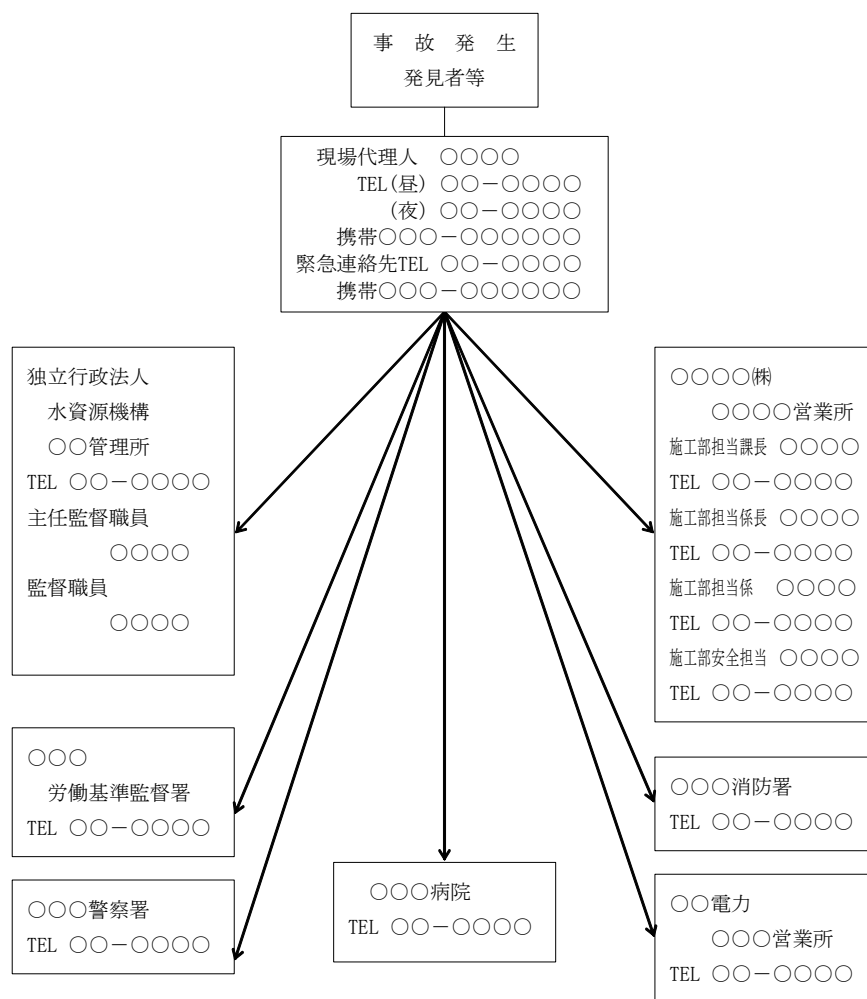 事　故　発　生
発見者等
現場代理人　○○○○
TEL(昼) ○○－○○○○
(夜) ○○－○○○○
携帯○○○－○○○○○○
緊急連絡先TEL ○○－○○○○
携帯○○○－○○○○○○
独立行政法人
水資源機構
○○管理所
TEL ○○－○○○○
主任監督職員
○○○○
監督職員
○○○○
○○○○㈱
○○○○営業所
施工部担当課長 ○○○○
TEL ○○－○○○○
施工部担当係長 ○○○○
TEL ○○－○○○○
施工部担当係　○○○○
TEL ○○－○○○○
施工部安全担当 ○○○○
TEL ○○－○○○○
○○○
労働基準監督署
TEL ○○－○○○○
○○○消防署
TEL ○○－○○○○
○○○警察署
TEL ○○－○○○○
○○○病院
TEL ○○－○○○○
○○電力
○○○営業所
TEL ○○－○○○○